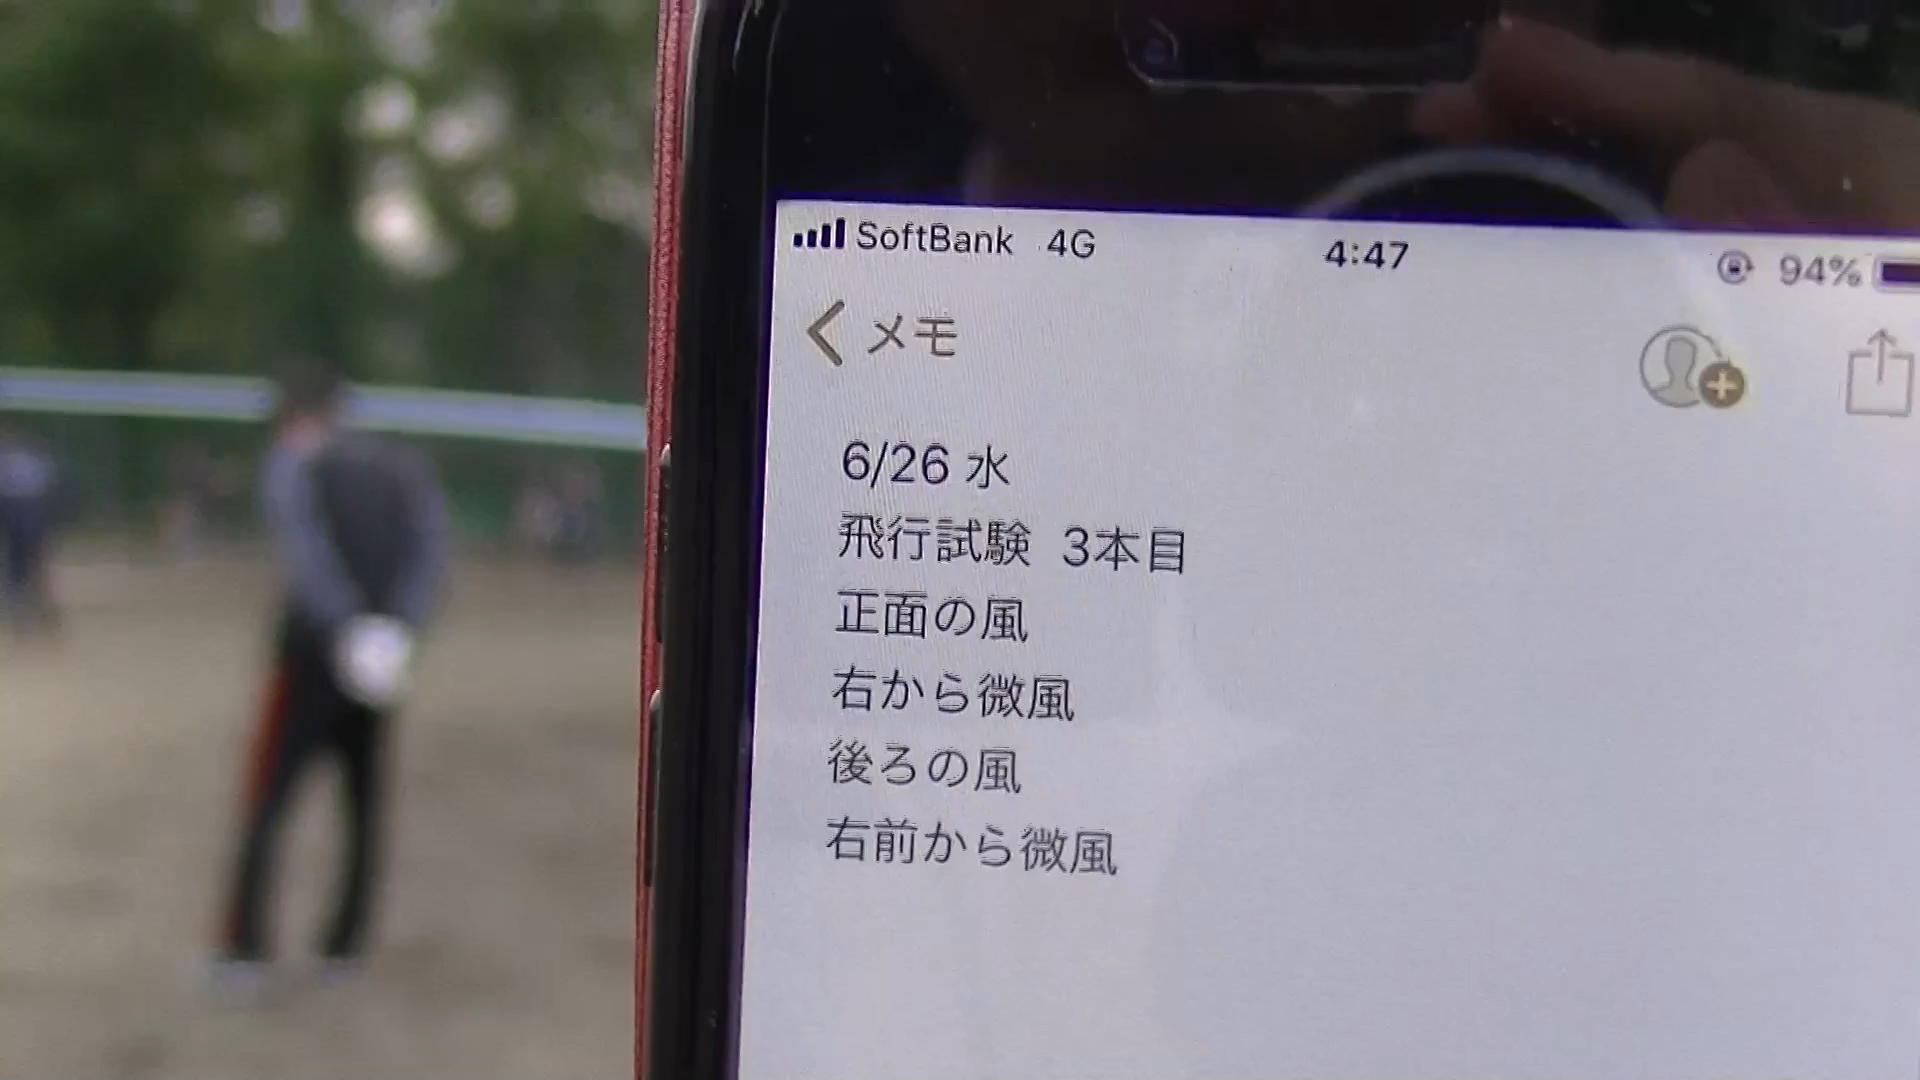 SoftBank 4G 4:47 94%
メモ
6/26 水
飛行試験 3本目
正面の風
右から微風
後ろの風
右前から微風